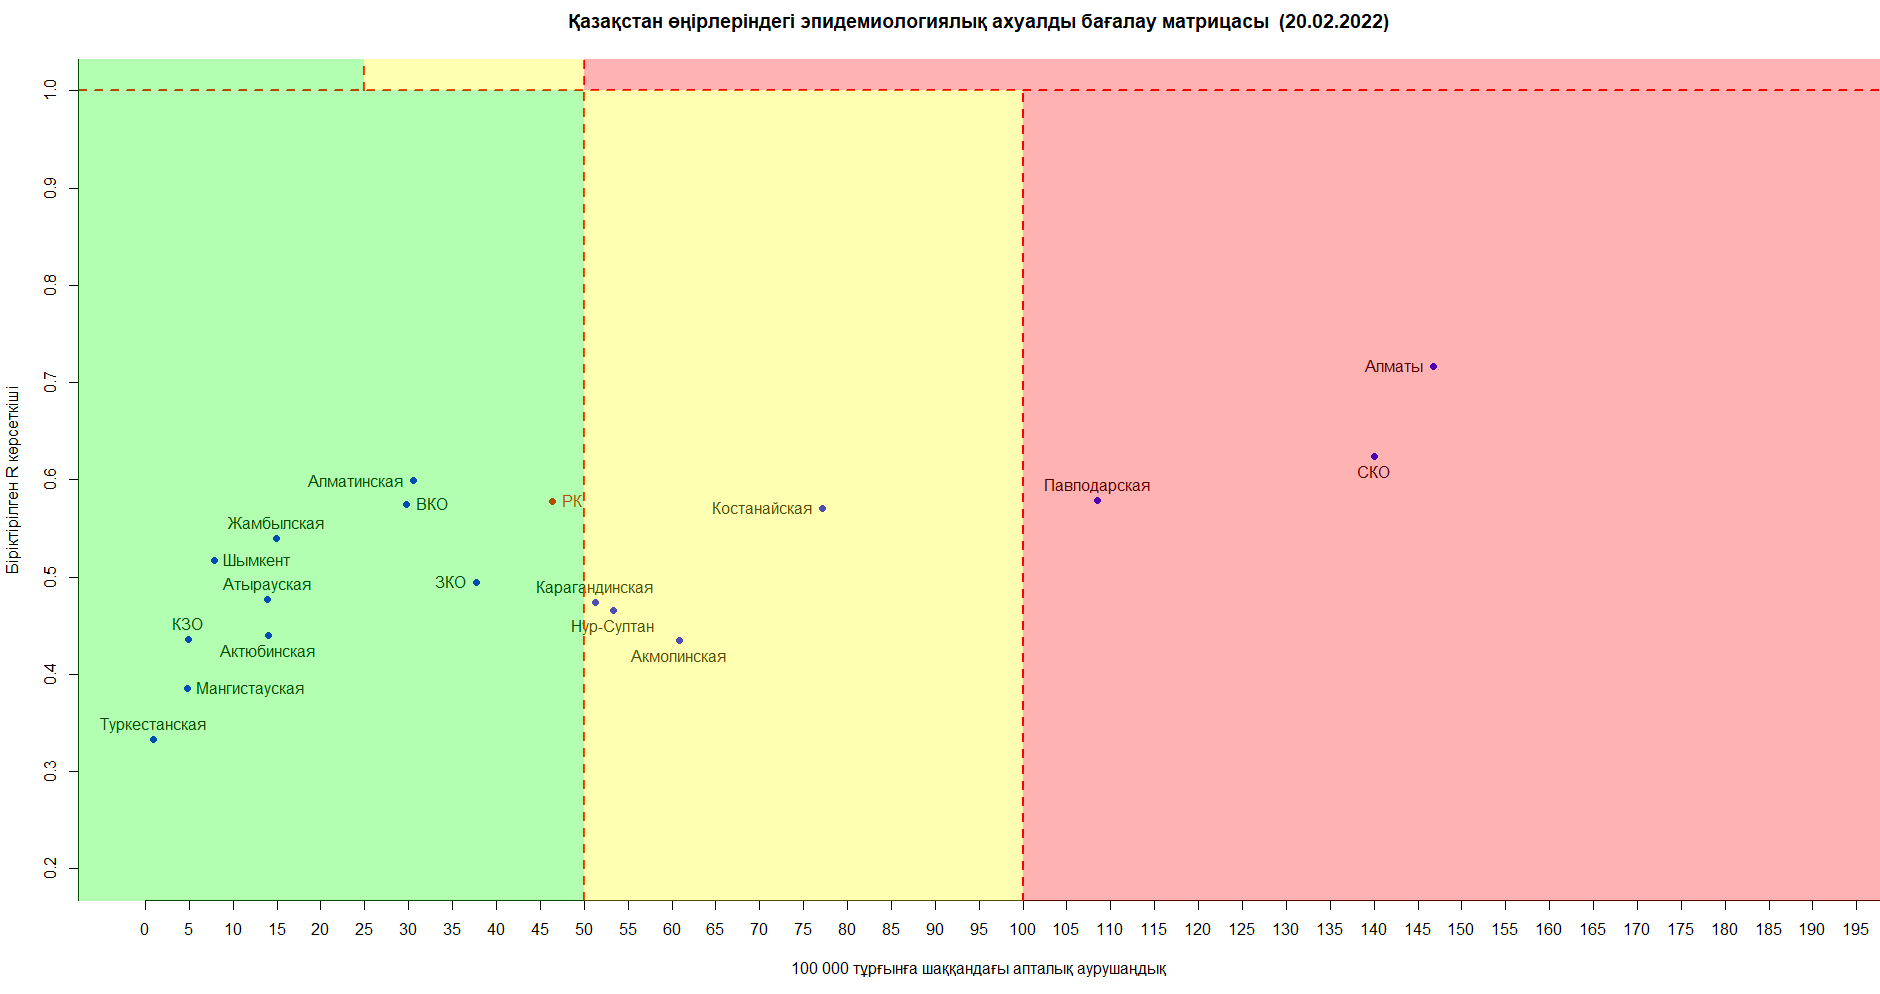 Қазақстан өңірлеріндегі эпидемиологиялық ахуалды бағалау матрицасы (20.02.2022)
Біріктірілген R көрсеткіші
1.0
0.9
0.8
0.7
0.6
0.5
0.4
0.3
0.2
Алматы
СКО
Павлодарская
Алматинская
ВКО
РК
Костанайская
Жамбылская
Шымкент
Атырауская
ЗКО
Карагандинская
КЗО
Нур-Султан
Актюбинская
Акмолинская
Мангистауская
Туркестанская
0 5 10 15 20 25 30 35 40 45 50 55 60 65 70 75 80 85 90 95 100 105 110 115 120 125 130 135 140 145 150 155 160 165 170 175 180 185 190 195
100 000 тұрғынға шаққандағы апталық аурушаңдық